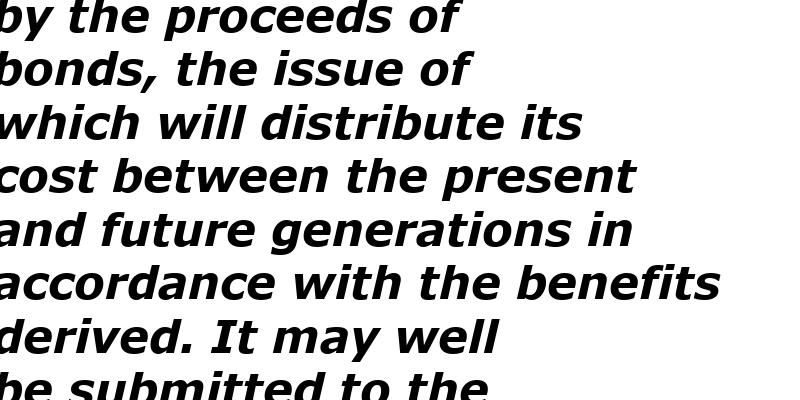 by the proceeds of
bonds, the issue of
which will distribute its
cost between the present
and future generations in
accordance with the benefits
derived. It may well
be submitted to the